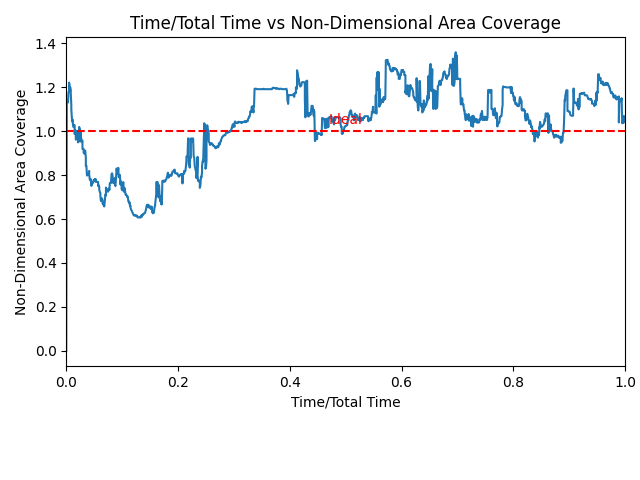 Time/Total Time vs Non-Dimensional Area Coverage
1.4
1.2
1.0
0.8
0.6
0.4
0.2
0.0
Non-Dimensional Area Coverage
Ideal
0.0 0.2 0.4 0.6 0.8 1.0
Time/Total Time